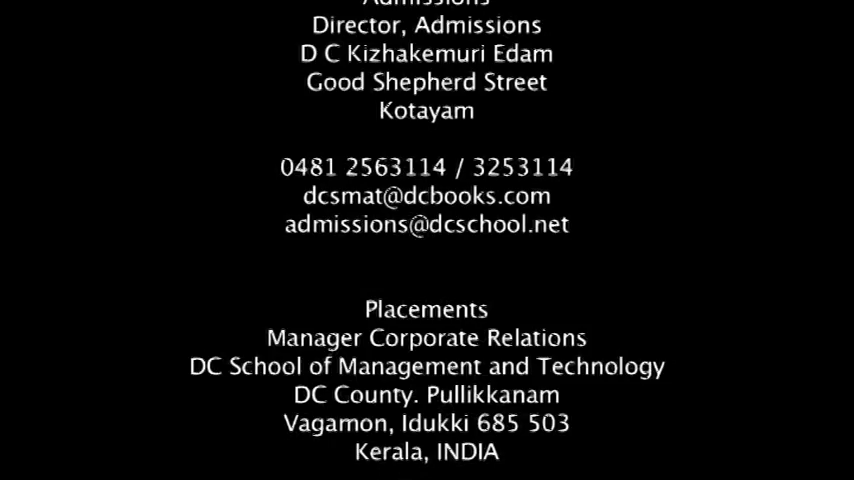 Admissions
Director, Admissions
D C Kizhakemuri Edam
Good Shepherd Street
Kotayam
0481 2563114 / 3253114
dcsmat@dcbooks.com
admissions@dcschool.net
Placements
Manager Corporate Relations
DC School of Management and Technology
DC County. Pullikkanam
Vagamon, Idukki 685 503
Kerala, INDIA